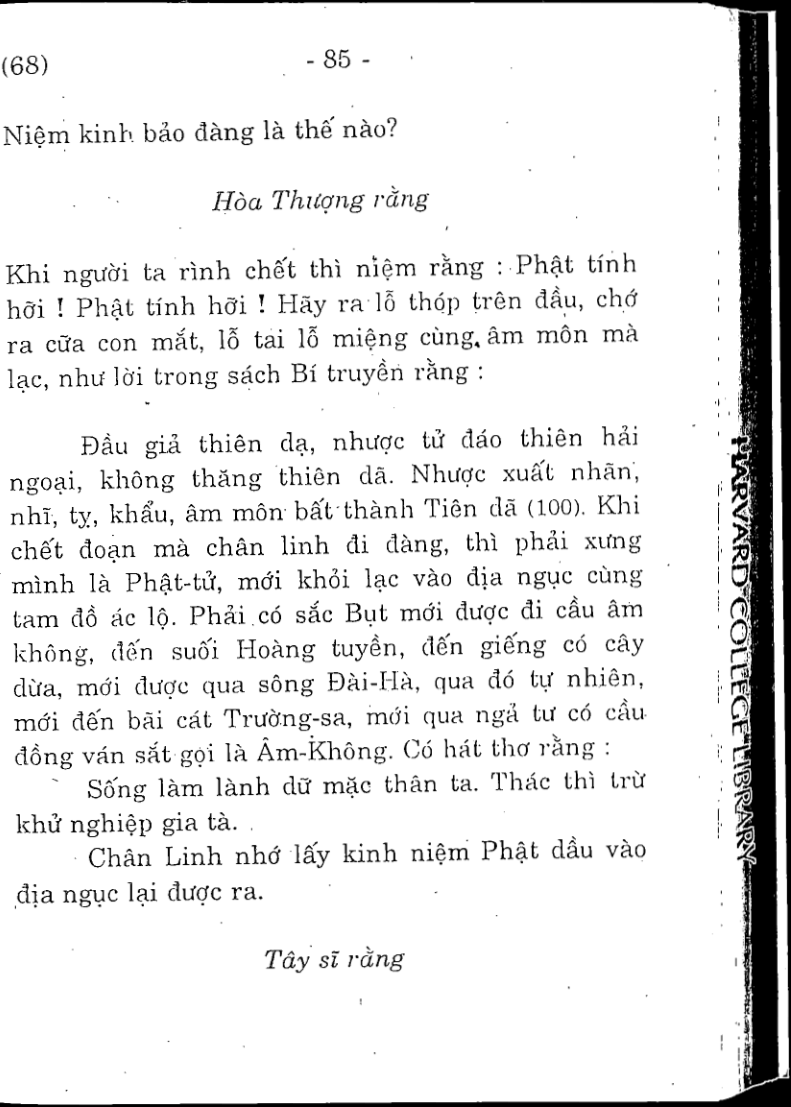 (68)
- 85 -
Niệm kinh bảo đàng là thế nào?
Hòa Thượng rằng
Khi người ta rình chết thì niệm rằng : Phật tính
hỡi ! Phật tính hỡi ! Hãy ra lỗ thóp trên đầu, chớ
ra cữa con mắt, lỗ tai lỗ miệng cùng âm môn mà
lạc, như lời trong sách Bí truyền rằng :
Đầu giả thiên dạ, nhược tử đáo thiên hải
ngoại, không thăng thiên dã. Nhược xuất nhãn,
nhĩ, tỵ, khẩu, âm môn bất thành Tiên dã (100). Khi
chết đoạn mà chân linh đi đàng, thì phải xưng
mình là Phật-tử, mới khỏi lạc vào địa ngục cùng
tam đồ ác lộ. Phải có sắc Bụt mới được đi cầu âm
không, đến suối Hoàng tuyền, đến giếng có cây
dừa, mới được qua sông Đài-Hà, qua đó tự nhiên,
mới đến bãi cát Trường-sa, mới qua ngả tư có cầu
đồng ván sắt gọi là Âm-Không. Có hát thơ rằng :
Sống làm lành dữ mặc thân ta. Thác thì trừ
khử nghiệp gia tà.
Chân Linh nhớ lấy kinh niệm Phật dầu vào
địa ngục lại được ra.
Tây sĩ rằng
HARVARD COLLEGE LIBRARY